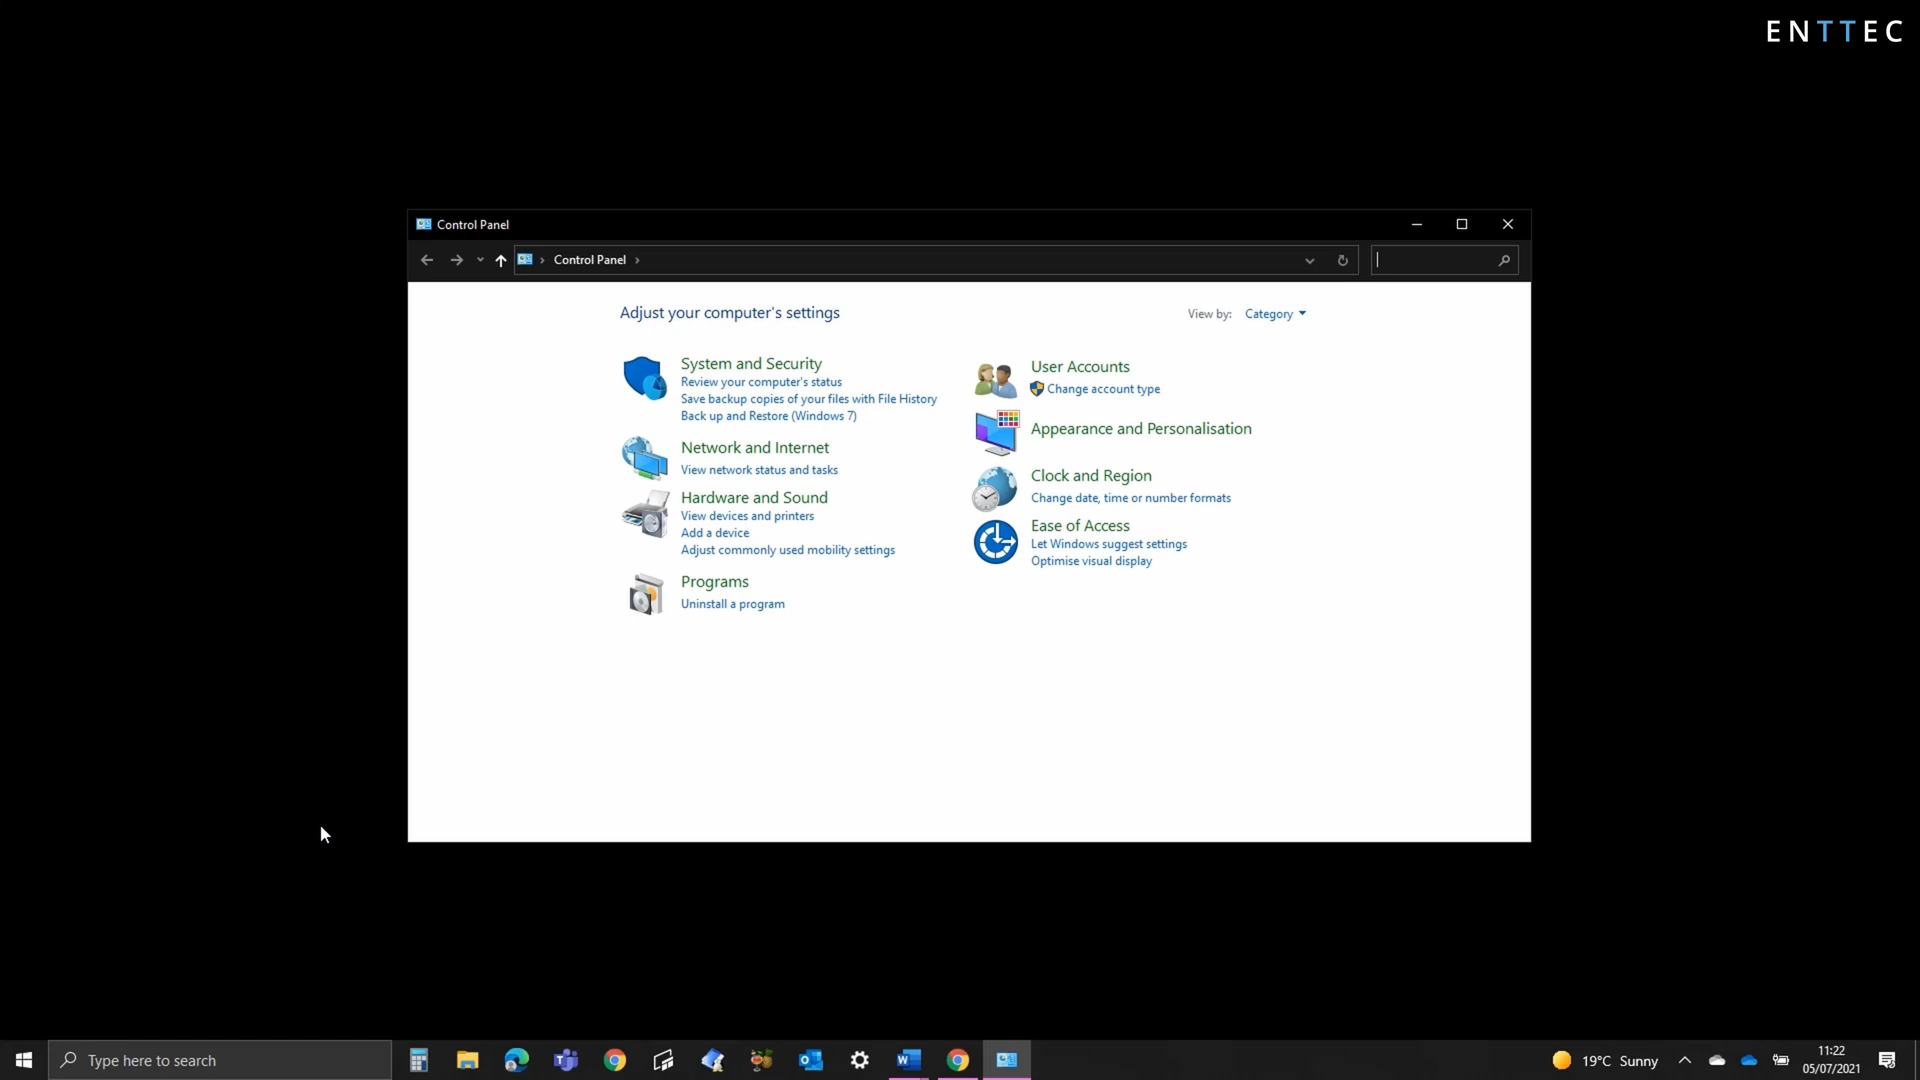 ENTTEC
Control Panel
Control Panel
Adjust your computer's settings
View by: Category
System and Security
Review your computer's status
Save backup copies of your files with File History
Back up and Restore (Windows 7)
Network and Internet
View network status and tasks
Hardware and Sound
View devices and printers
Add a device
Adjust commonly used mobility settings
Programs
Uninstall a program
User Accounts
Change account type
Appearance and Personalisation
Clock and Region
Change date, time or number formats
Ease of Access
Let Windows suggest settings
Optimise visual display
Type here to search
19°C Sunny
11:22
05/07/2021